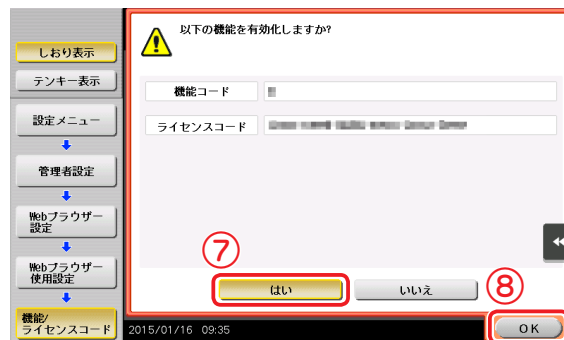 以下の機能を有効化しますか?
しおり表示
テンキー表示
機能コード
設定メニュー
ライセンスコード
管理者設定
Webブラウザー
設定
⑦
Webブラウザー
使用設定
はい
いいえ
⑧
機能/
ライセンスコード
2015/01/16 09:35
OK